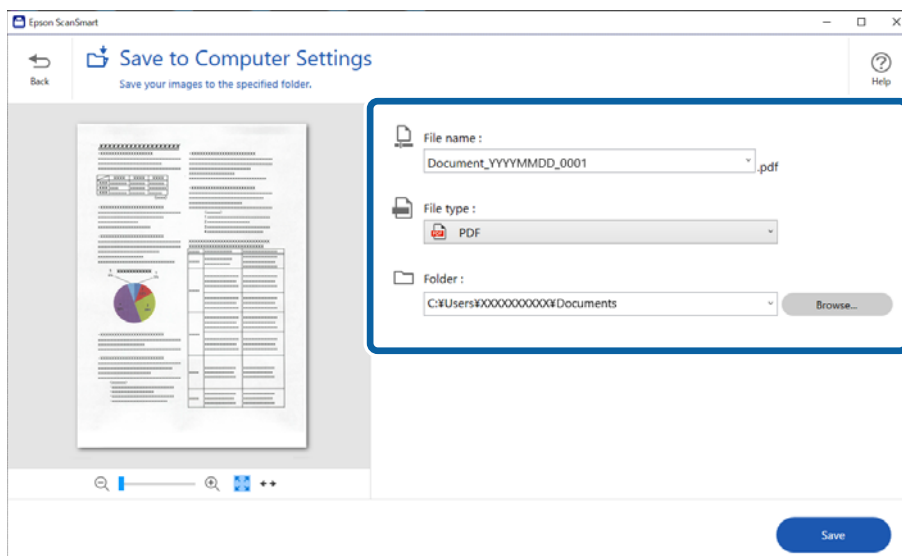 Epson ScanSmart
Back
Save to Computer Settings
Save your images to the specified folder.
Help
File name :
Document_YYYYMMDD_0001
.pdf
File type :
PDF
Folder :
C:¥Users¥XXXXXXXXXXX¥Documents
Browse...
Save